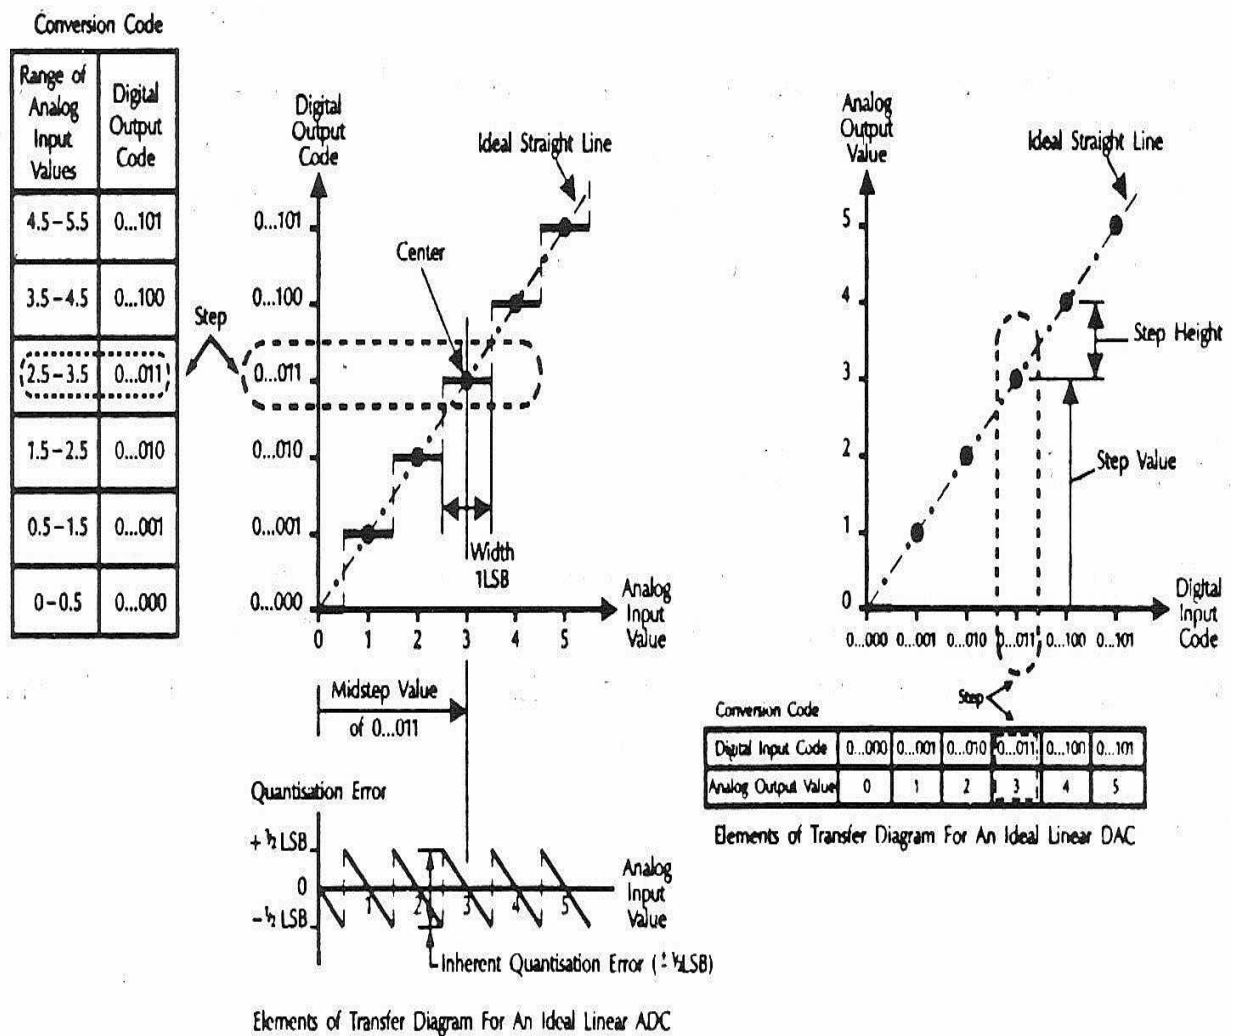 Conversion Code
Range of Analog Input Values
Digital Output Code
4.5–5.5 0...101
3.5–4.5 0...100
2.5–3.5 0...011
1.5–2.5 0...010
0.5–1.5 0...001
0–0.5 0...000
Step
Digital
Output
Code
Ideal Straight Line
0...101
Center
0...100
0...011
0...010
0...001
Width
1LSB
0...000
Analog
Input
Value
0 1 2 3 4 5
Midstep Value
of 0...011
Quantisation Error
+ ½ LSB
0
– ½ LSB
1 2 3 4 5
Analog
Input
Value
Inherent Quantisation Error (± ½LSB)
Elements of Transfer Diagram For An Ideal Linear ADC
Analog
Output
Value
Ideal Straight Line
5
4
Step Height
3
2
Step Value
1
0
Digital
Input
Code
0...000 0...001 0...010 0...011 0...100 0...101
Step
Conversion Code
Digital Input Code 0...000 0...001 0...010 0...011 0...100 0...101
Analog Output Value 0 1 2 3 4 5
Elements of Transfer Diagram For An Ideal Linear DAC